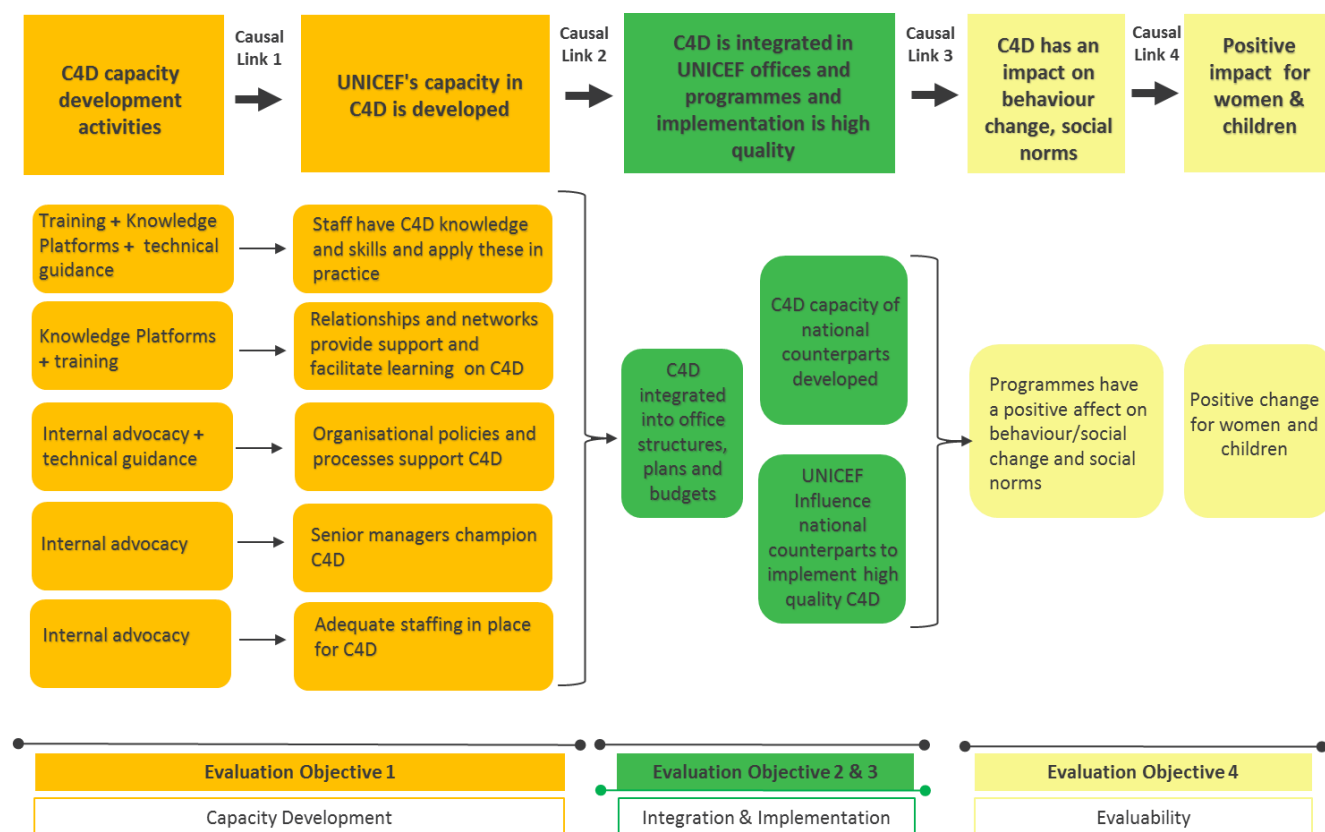 C4D capacity
development
activities
Causal
Link 1
UNICEF's capacity in
C4D is developed
Causal
Link 2
C4D is integrated in
UNICEF offices and
programmes and
implementation is high
quality
Causal
Link 3
C4D has an
impact on
behaviour
change, social
norms
Causal
Link 4
Positive
impact for
women &
children
Training + Knowledge
Platforms + technical
guidance
Staff have C4D knowledge
and skills and apply these in
practice
Knowledge Platforms
+ training
Relationships and networks
provide support and
facilitate learning on C4D
Internal advocacy +
technical guidance
Organisational policies and
processes support C4D
Internal advocacy
Senior managers champion
C4D
Internal advocacy
Adequate staffing in place
for C4D
C4D
integrated
into office
structures,
plans and
budgets
C4D capacity of
national
counterparts
developed
UNICEF
Influence
national
counterparts to
implement high
quality C4D
Programmes have
a positive affect on
behaviour/social
change and social
norms
Positive change
for women and
children
Evaluation Objective 1
Capacity Development
Evaluation Objective 2 & 3
Integration & Implementation
Evaluation Objective 4
Evaluability